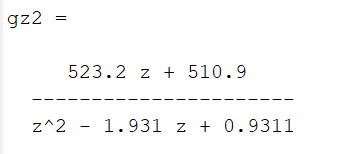 gz2 =
523.2 z + 510.9
----------------------
z^2 - 1.931 z + 0.9311